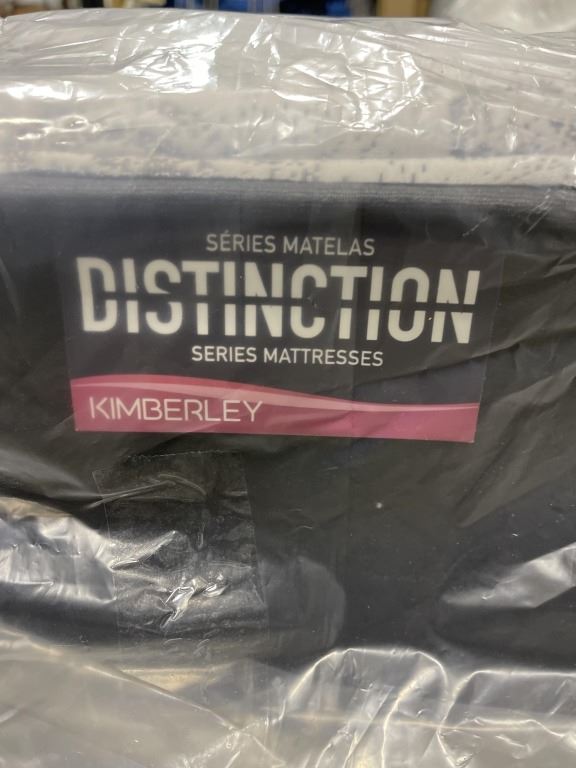 SÉRIES MATELAS
DISTINCTION
SERIES MATTRESSES
KIMBERLEY